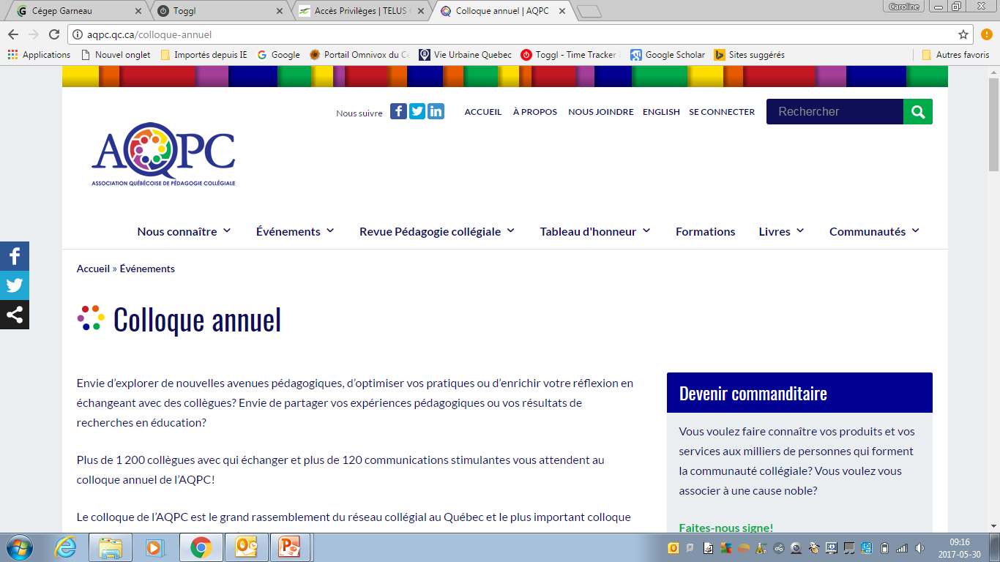 Cégep Garneau
Toggl
Accès Privilèges | TELUS
Colloque annuel | AQPC
Caroline
aqpc.qc.ca/colloque-annuel
Applications
Nouvel onglet
Importés depuis IE
Google
Portail Omnivox du
Vie Urbaine Quebec
Toggl - Time Tracker
Google Scholar
Sites suggérés
Autres favoris
Nous suivre
ACCUEIL
À PROPOS
NOUS JOINDRE
ENGLISH
SE CONNECTER
Rechercher
AQPC
ASSOCIATION QUÉBÉCOISE DE PÉDAGOGIE COLLÉGIALE
Nous connaître
Événements
Revue Pédagogie collégiale
Tableau d'honneur
Formations
Livres
Communautés
Accueil » Événements
Colloque annuel
Envie d’explorer de nouvelles avenues pédagogiques, d’optimiser vos pratiques ou d’enrichir votre réflexion en
échangeant avec des collègues? Envie de partager vos expériences pédagogiques ou vos résultats de
recherches en éducation?
Plus de 1 200 collègues avec qui échanger et plus de 120 communications stimulantes vous attendent au
colloque annuel de l’AQPC!
Le colloque de l’AQPC est le grand rassemblement du réseau collégial au Québec et le plus important colloque
Devenir commanditaire
Vous voulez faire connaître vos produits et vos
services aux milliers de personnes qui forment
la communauté collégiale? Vous voulez vous
associer à une cause noble?
Faites-nous signe!
09:16
2017-05-30